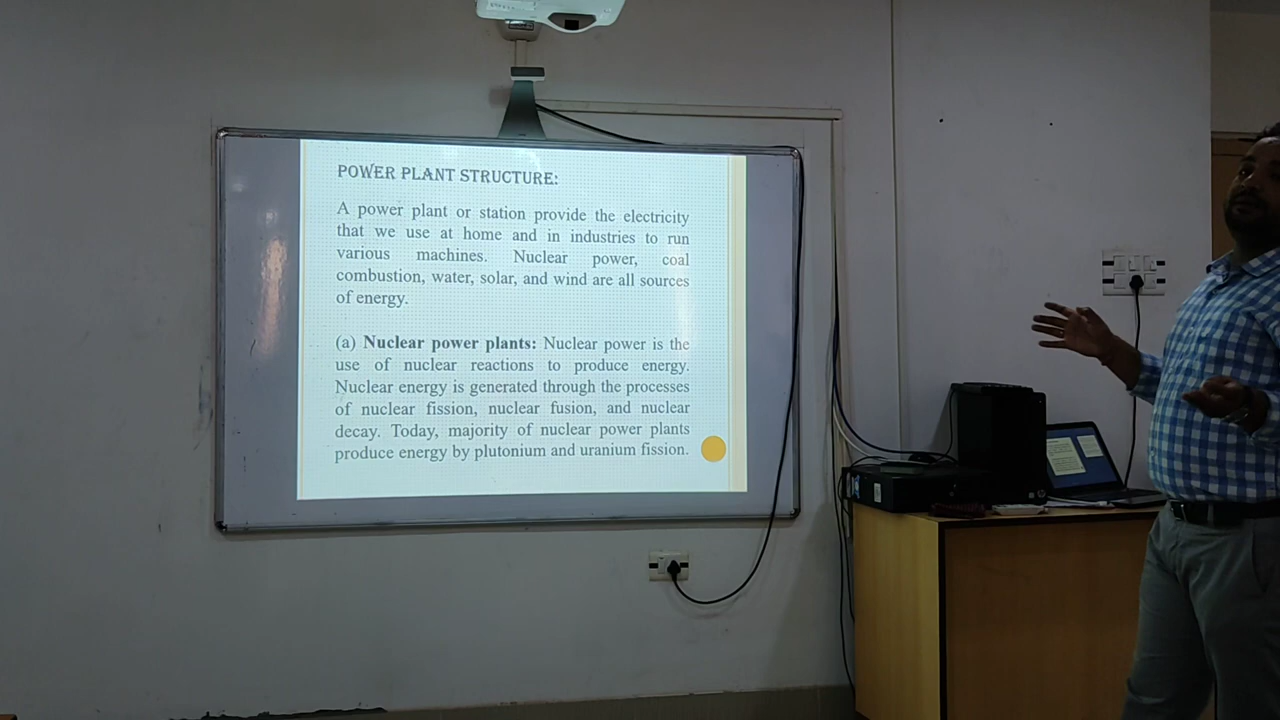 POWER PLANT STRUCTURE:
A power plant or station provide the electricity
that we use at home and in industries to run
various machines. Nuclear power, coal
combustion, water, solar, and wind are all sources
of energy.
(a) Nuclear power plants: Nuclear power is the
use of nuclear reactions to produce energy.
Nuclear energy is generated through the processes
of nuclear fission, nuclear fusion, and nuclear
decay. Today, majority of nuclear power plants
produce energy by plutonium and uranium fission.